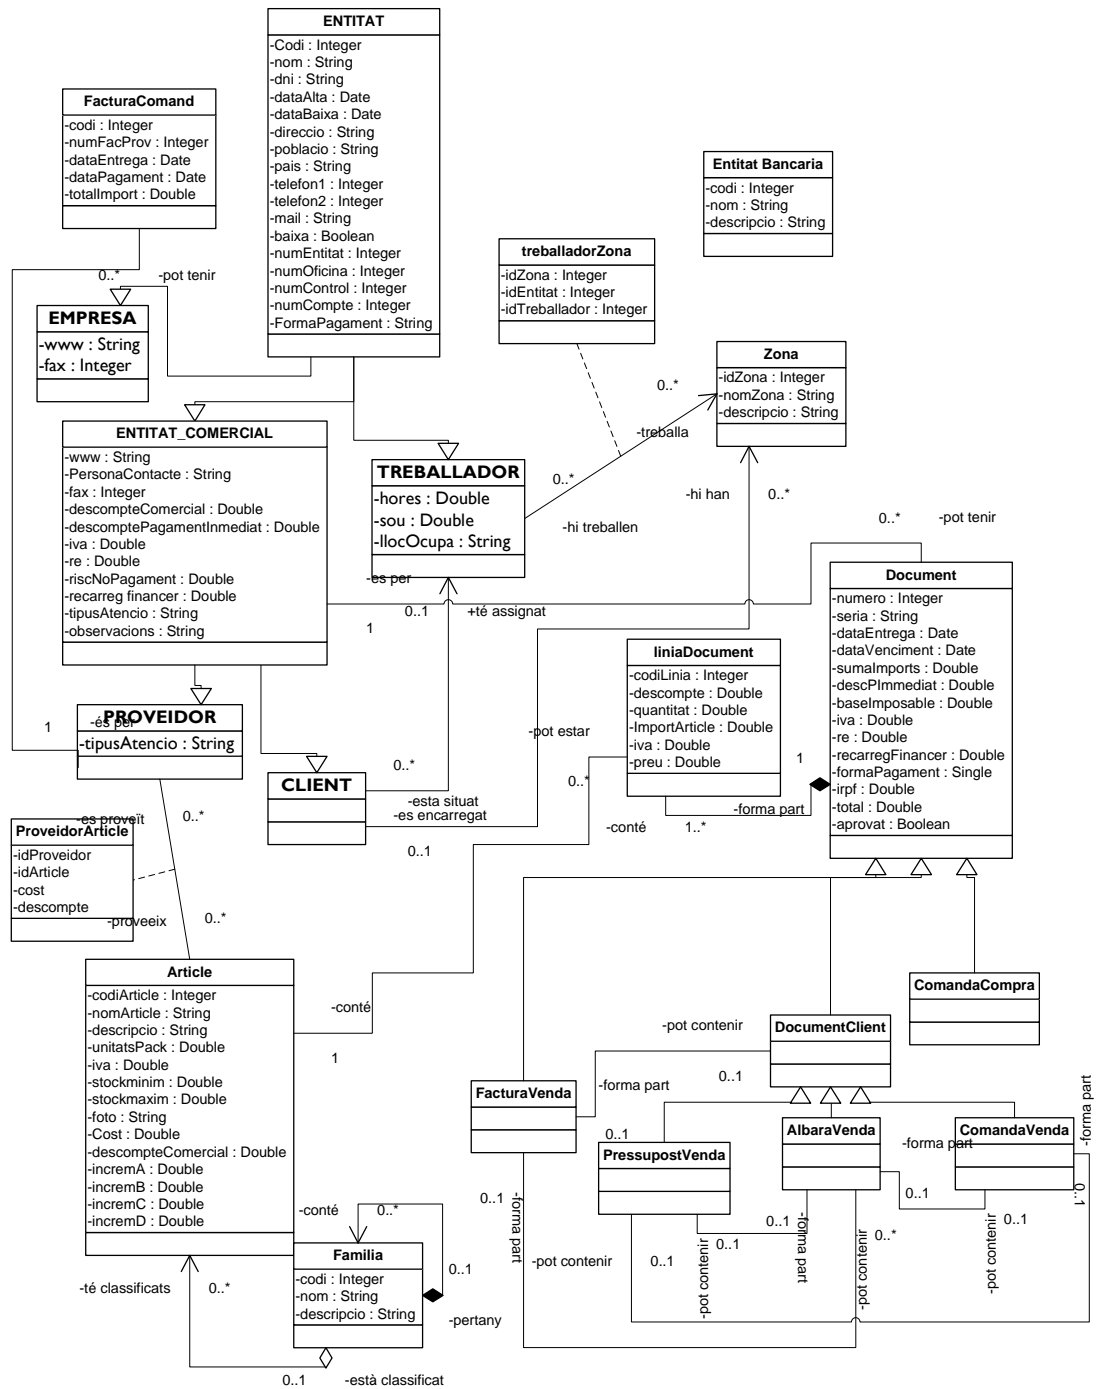 ENTITAT
-Codi : Integer
-nom : String
-dni : String
-dataAlta : Date
-dataBaixa : Date
-direccio : String
-poblacio : String
-pais : String
-telefon1 : Integer
-telefon2 : Integer
-mail : String
-baixa : Boolean
-numEntitat : Integer
-numOficina : Integer
-numControl : Integer
-numCompte : Integer
-FormaPagament : String
FacturaComand
-codi : Integer
-numFacProv : Integer
-dataEntrega : Date
-dataPagament : Date
-totalImport : Double
Entitat Bancaria
-codi : Integer
-nom : String
-descripcio : String
treballadorZona
-idZona : Integer
-idEntitat : Integer
-idTreballador : Integer
0..*
-pot tenir
EMPRESA
-www : String
-fax : Integer
Zona
-idZona : Integer
-nomZona : String
-descripcio : String
0..*
-treballa
0..*
-hi treballen
ENTITAT_COMERCIAL
-www : String
-PersonaContacte : String
-fax : Integer
-descompteComercial : Double
-descomptePagamentInmediat : Double
-iva : Double
-re : Double
-riscNoPagament : Double
-recarreg financer : Double
-tipusAtencio : String
-observacions : String
TREBALLADOR
-hores : Double
-sou : Double
-llocOcupa : String
-es per
0..1
+té assignat
1
-hi han
0..*
0..*
-pot tenir
Document
-numero : Integer
-seria : String
-dataEntrega : Date
-dataVenciment : Date
-sumaImports : Double
-descPImmediat : Double
-baseImposable : Double
-iva : Double
-re : Double
-recarregFinancer : Double
-formaPagament : Single
-irpf : Double
-total : Double
-aprovat : Boolean
liniaDocument
-codiLinia : Integer
-descompte : Double
-quantitat : Double
-ImportArticle : Double
-iva : Double
-preu : Double
1
-forma part
1..*
PROVEIDOR
-és per
-tipusAtencio : String
1
CLIENT
0..*
-esta situat
-es encarregat
0..1
-pot estar
0..*
-conté
-es proveït
0..*
ProveidorArticle
-idProveidor
-idArticle
-cost
-descompte
-proveeix
0..*
Article
-codiArticle : Integer
-nomArticle : String
-descripcio : String
-unitatsPack : Double
-iva : Double
-stockminim : Double
-stockmaxim : Double
-foto : String
-Cost : Double
-descompteComercial : Double
-incremA : Double
-incremB : Double
-incremC : Double
-incremD : Double
-conté
1
ComandaCompra
DocumentClient
-pot contenir
0..1
FacturaVenda
-forma part
0..1
PressupostVenda
AlbaraVenda
ComandaVenda
-forma part
-forma part
0..1
0..1
0..1
-forma part
-pot contenir
0..1
0..1
-pot contenir
0..1
-forma part
0..*
-pot contenir
0..1
-pot contenir
-conté
0..*
Familia
-codi : Integer
-nom : String
-descripcio : String
0..1
-pertany
-té classificats
0..*
0..1
-està classificat